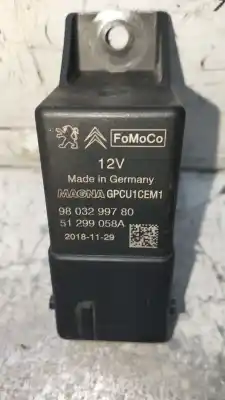 FoMoCo
12V
Made in Germany
MAGNA GPCU1CEM1
98 032 997 80
51 299 058A
2018-11-29